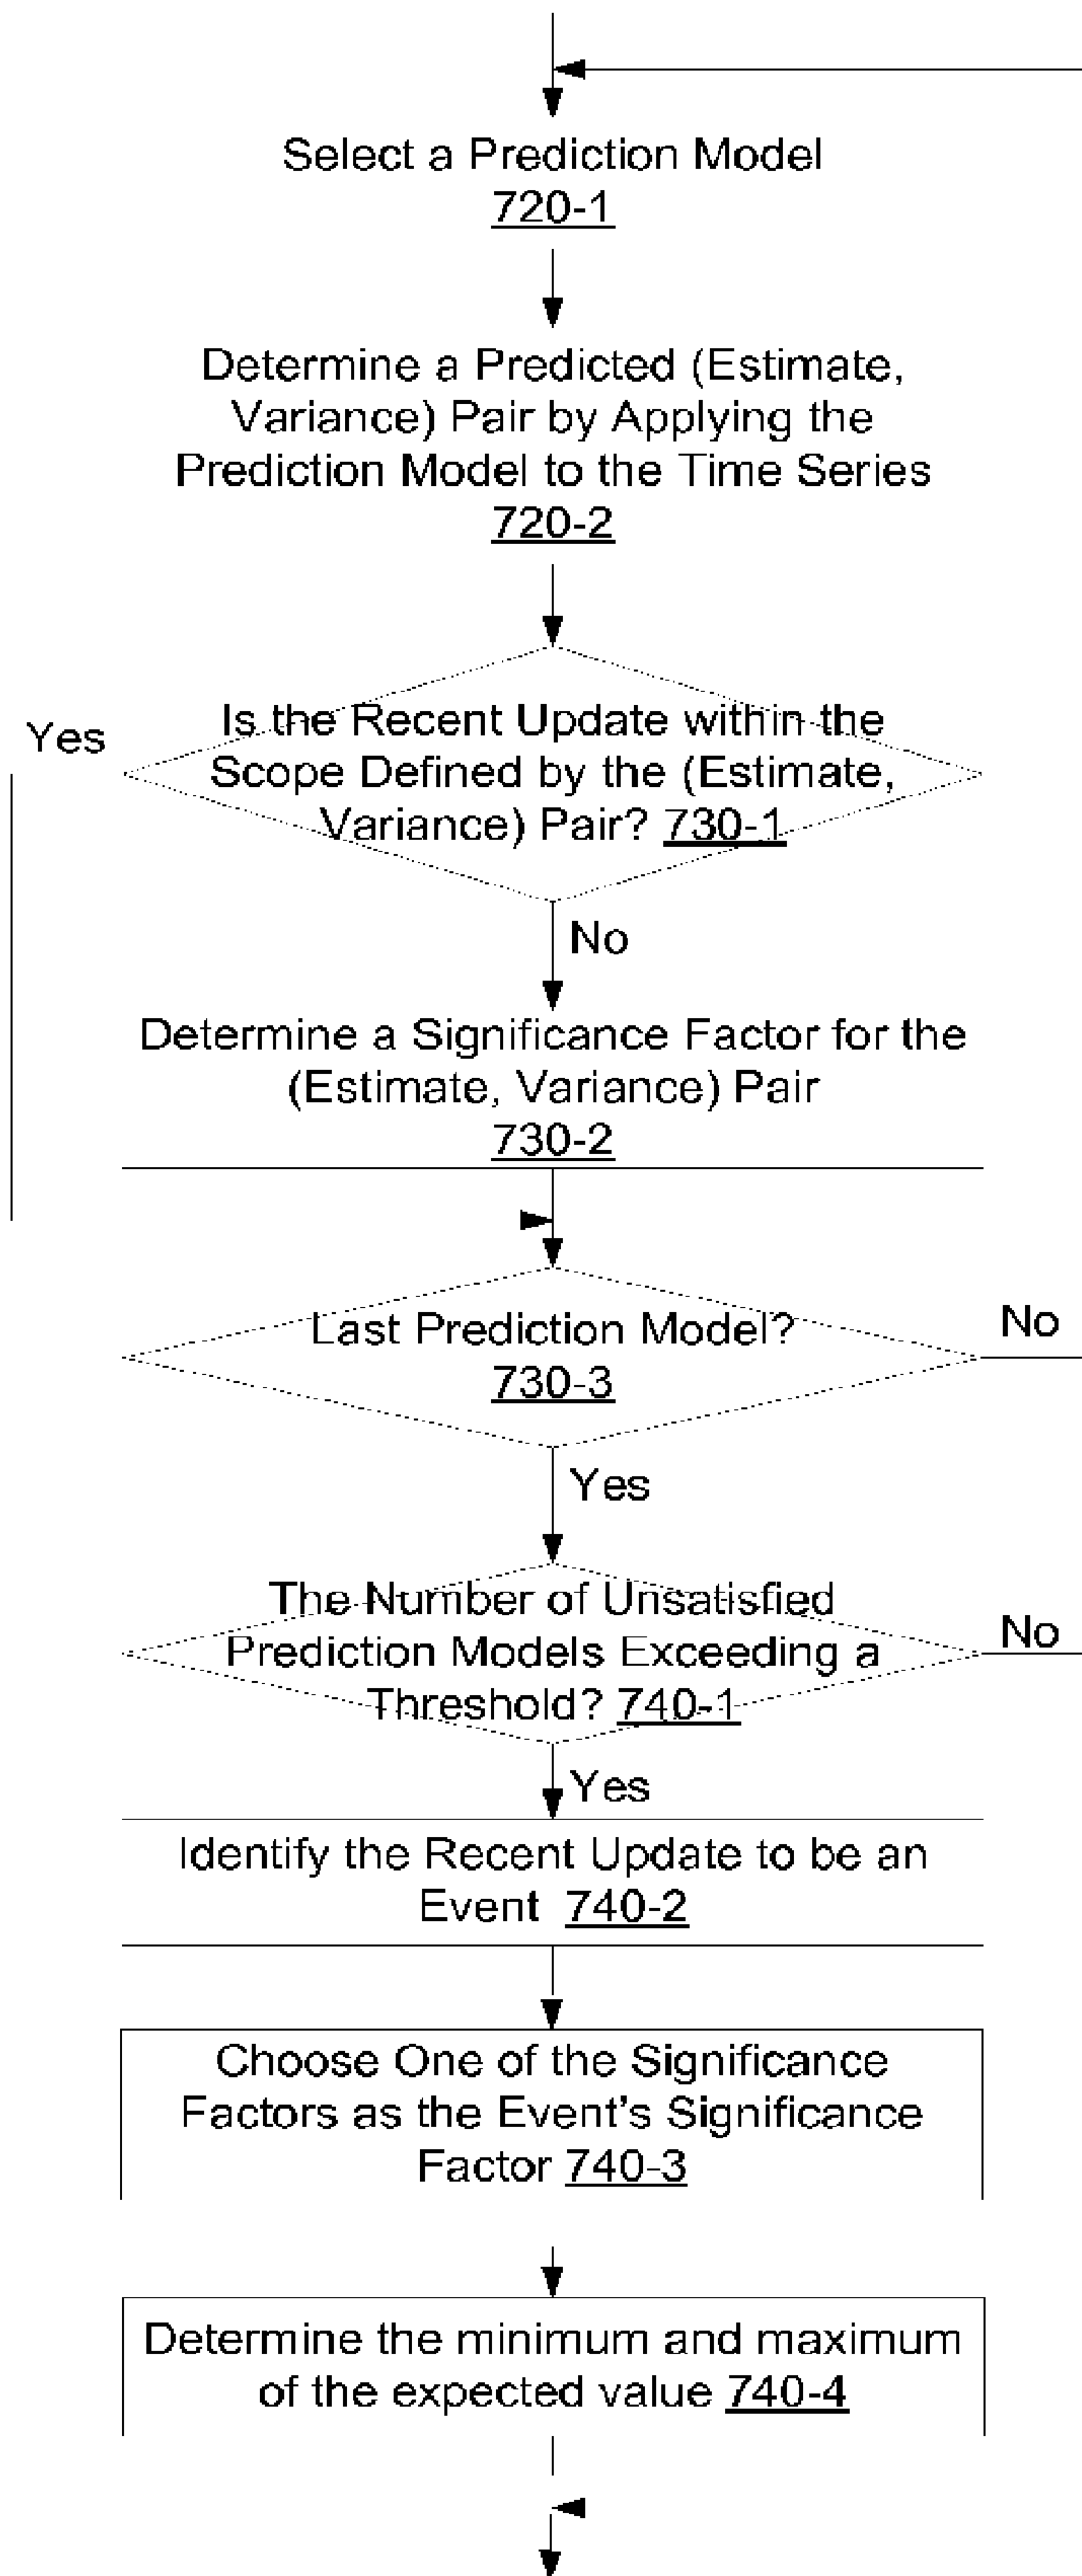 Select a Prediction Model
720-1
Determine a Predicted (Estimate,
Variance) Pair by Applying the
Prediction Model to the Time Series
720-2
Yes
Is the Recent Update within the
Scope Defined by the (Estimate,
Variance) Pair? 730-1
No
Determine a Significance Factor for the
(Estimate, Variance) Pair
730-2
Last Prediction Model?
730-3
No
Yes
The Number of Unsatisfied
Prediction Models Exceeding a
Threshold? 740-1
No
Yes
Identify the Recent Update to be an
Event 740-2
Choose One of the Significance
Factors as the Event's Significance
Factor 740-3
Determine the minimum and maximum
of the expected value 740-4